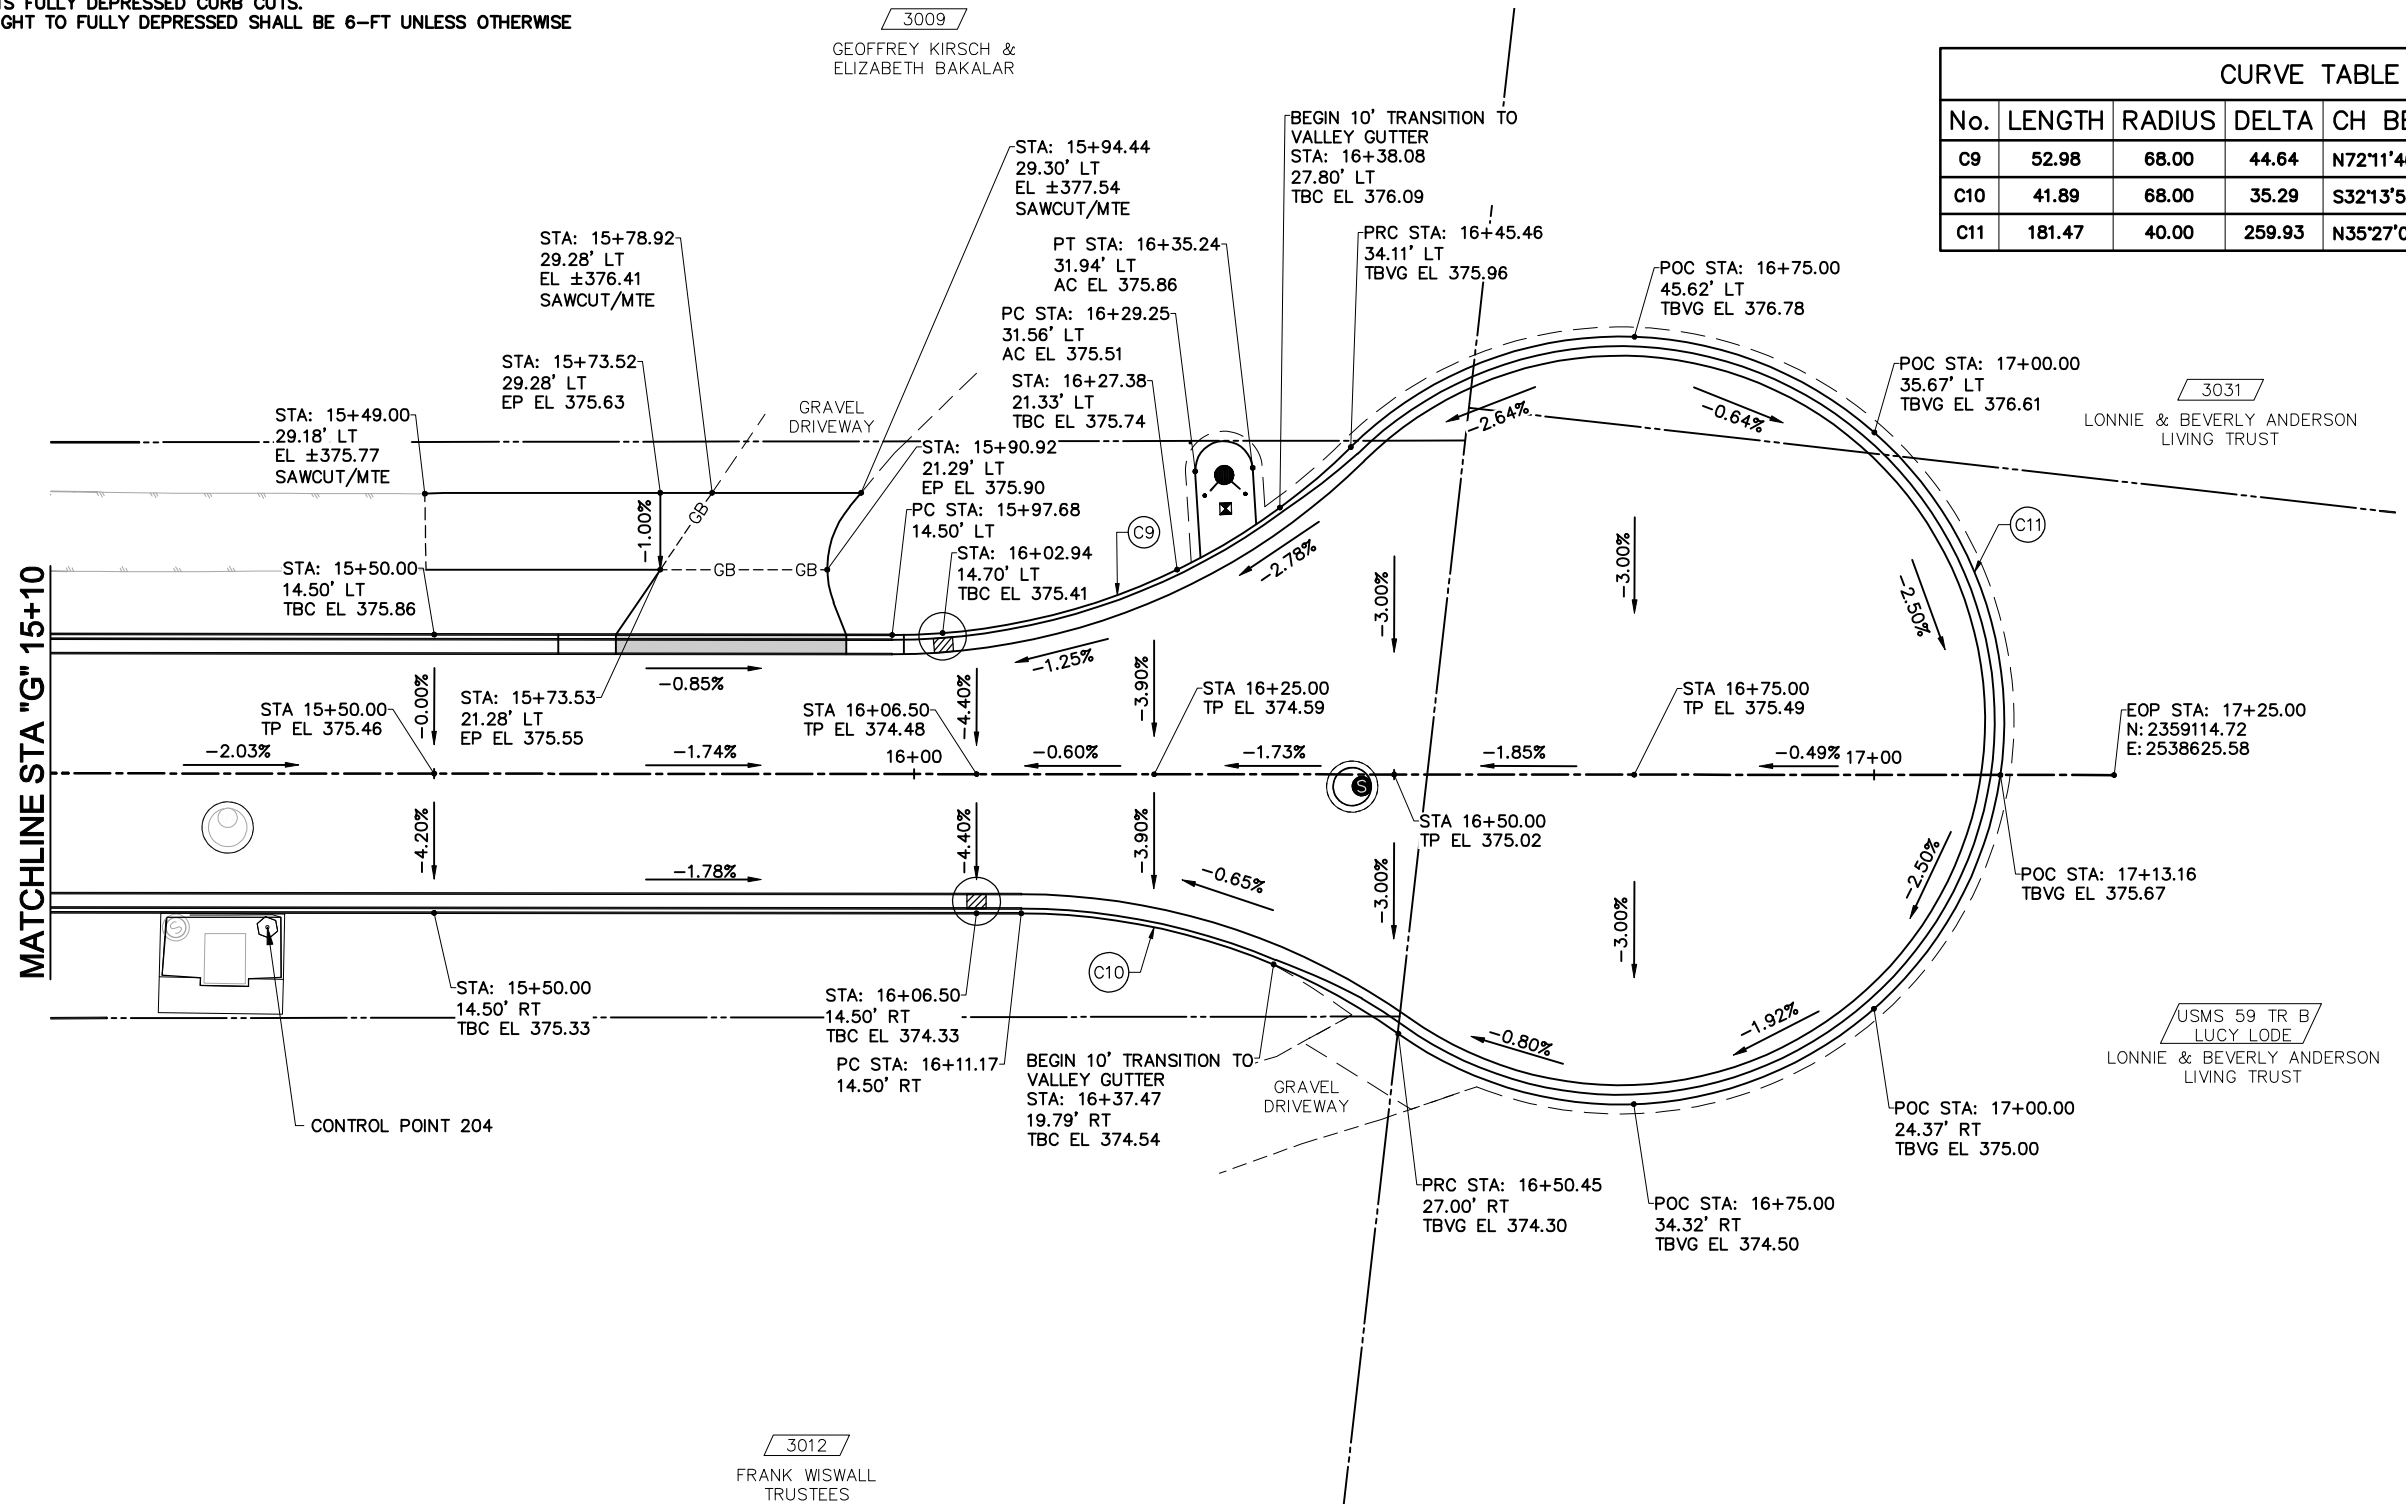 S FULLY DEPRESSED CURB CUTS.
GHT TO FULLY DEPRESSED SHALL BE 6-FT UNLESS OTHERWISE
3009
GEOFFREY KIRSCH &
ELIZABETH BAKALAR
CURVE TABLE
No. LENGTH RADIUS DELTA CH BE
C9 52.98 68.00 44.64 N72°11'4
C10 41.89 68.00 35.29 S32°13'5
C11 181.47 40.00 259.93 N35°27'0
BEGIN 10' TRANSITION TO
VALLEY GUTTER
STA: 16+38.08
27.80' LT
TBC EL 376.09
STA: 15+94.44
29.30' LT
EL ±377.54
SAWCUT/MTE
STA: 15+78.92
29.28' LT
EL ±376.41
SAWCUT/MTE
PT STA: 16+35.24
31.94' LT
AC EL 375.86
PRC STA: 16+45.46
34.11' LT
TBVG EL 375.96
POC STA: 16+75.00
45.62' LT
TBVG EL 376.78
PC STA: 16+29.25
31.56' LT
AC EL 375.51
STA: 15+73.52
29.28' LT
EP EL 375.63
POC STA: 17+00.00
35.67' LT
TBVG EL 376.61
STA: 16+27.38
21.33' LT
TBC EL 375.74
3031
LONNIE & BEVERLY ANDERSON
LIVING TRUST
GRAVEL
DRIVEWAY
STA: 15+49.00
29.18' LT
EL ±375.77
SAWCUT/MTE
-2.64%
-0.64%
STA: 15+90.92
21.29' LT
EP EL 375.90
PC STA: 15+97.68
14.50' LT
-1.00%
GB
C9
C11
STA: 16+02.94
14.70' LT
TBC EL 375.41
-2.78%
-3.00%
-3.00%
-2.50%
GB
GB
STA: 15+50.00
14.50' LT
TBC EL 375.86
MATCHLINE STA "G" 15+10
-1.25%
-0.85%
-0.00%
-4.40%
-3.90%
STA: 15+73.53
21.28' LT
EP EL 375.55
STA 15+50.00
TP EL 375.46
STA 16+06.50
TP EL 374.48
STA 16+25.00
TP EL 374.59
STA 16+75.00
TP EL 375.49
EOP STA: 17+25.00
N: 2359114.72
E: 2538625.58
-2.03%
-1.74%
16+00
-0.60%
-1.73%
-1.85%
-0.49%
17+00
S
STA 16+50.00
TP EL 375.02
-4.20%
-4.40%
-3.90%
-3.00%
-3.00%
-2.50%
-1.78%
-0.65%
POC STA: 17+13.16
TBVG EL 375.67
S
C10
STA: 15+50.00
14.50' RT
TBC EL 375.33
STA: 16+06.50
14.50' RT
TBC EL 374.33
PC STA: 16+11.17
14.50' RT
BEGIN 10' TRANSITION TO
VALLEY GUTTER
STA: 16+37.47
19.79' RT
TBC EL 374.54
GRAVEL
DRIVEWAY
-0.80%
-1.92%
USMS 59 TR B
LUCY LODE
LONNIE & BEVERLY ANDERSON
LIVING TRUST
CONTROL POINT 204
POC STA: 17+00.00
24.37' RT
TBVG EL 375.00
PRC STA: 16+50.45
27.00' RT
TBVG EL 374.30
POC STA: 16+75.00
34.32' RT
TBVG EL 374.50
3012
FRANK WISWALL
TRUSTEES